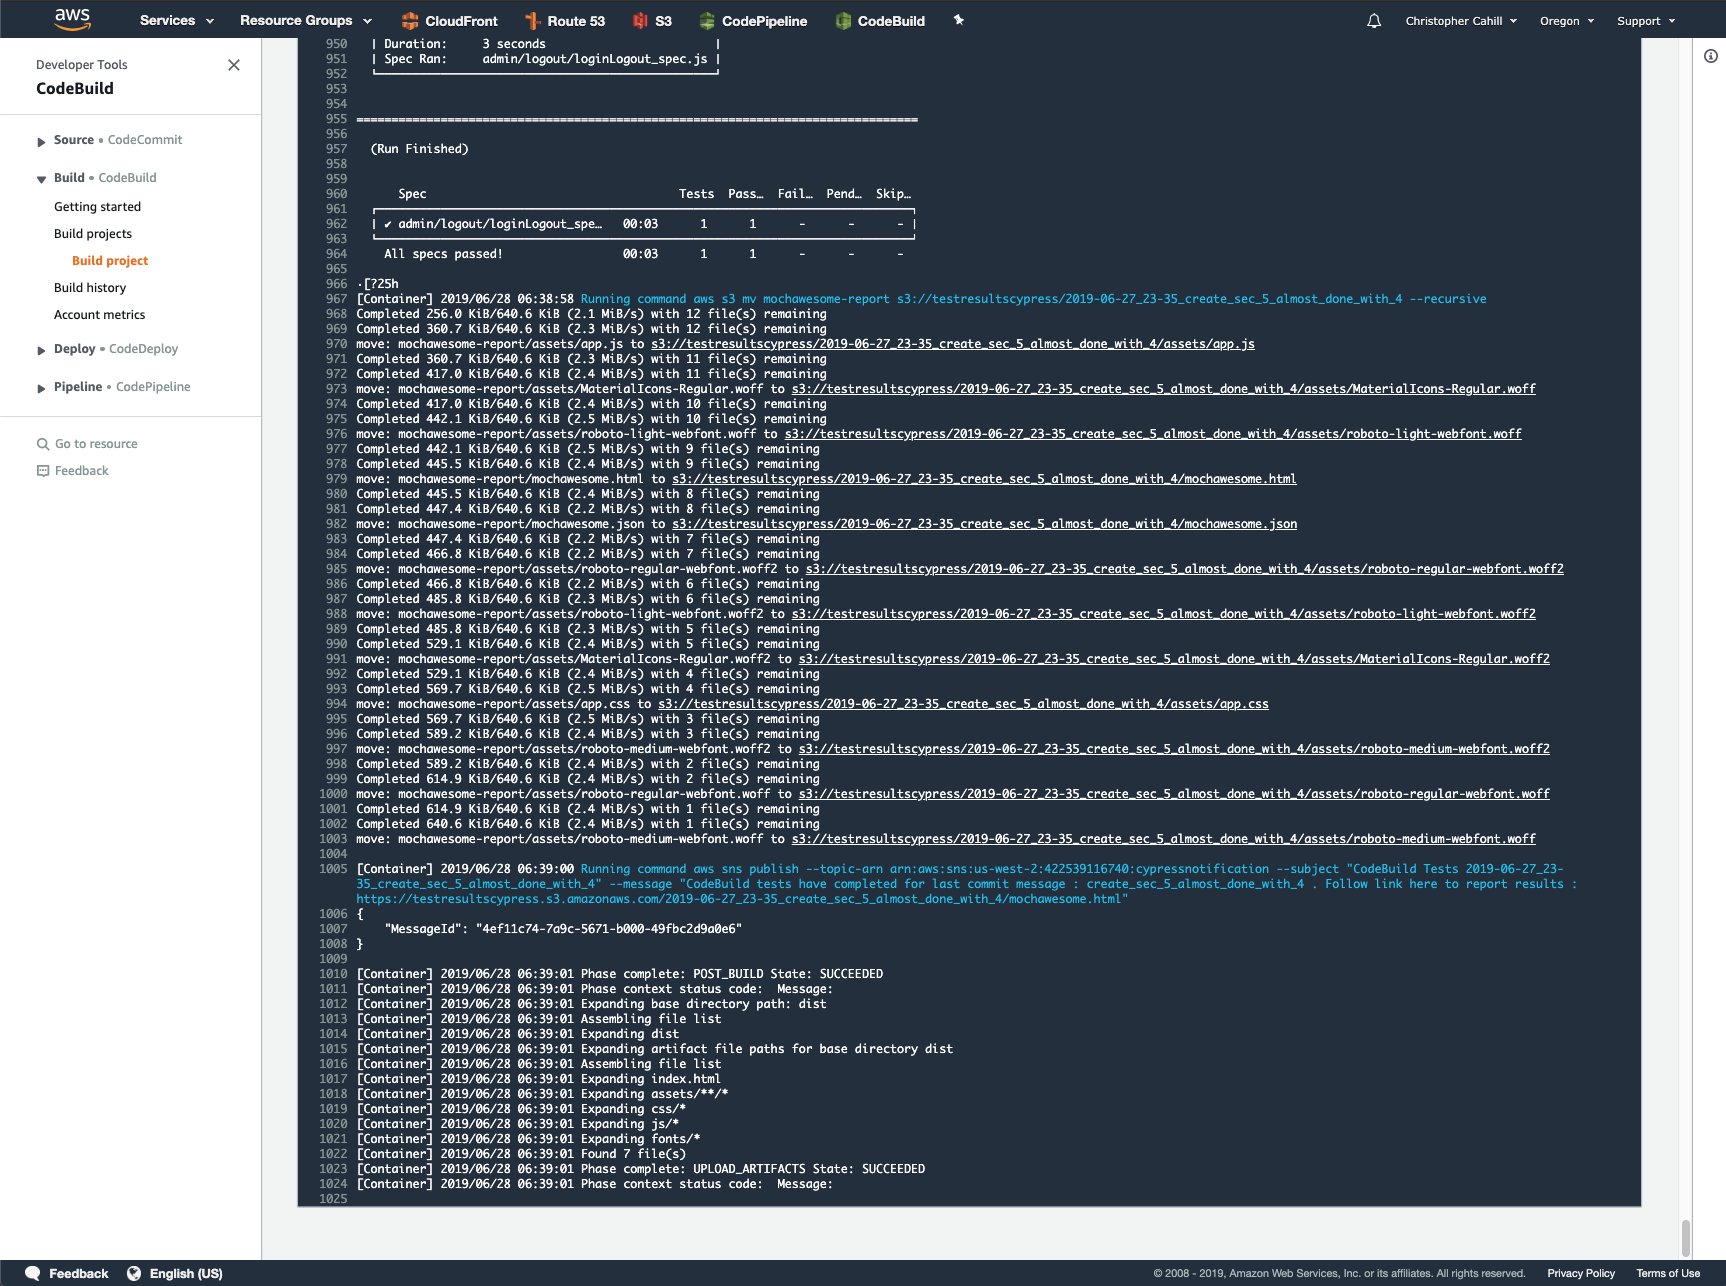 aws Services Resource Groups CloudFront Route 53 S3 CodePipeline CodeBuild Christopher Cahill Oregon Support
Developer Tools
CodeBuild
Source • CodeCommit
Build • CodeBuild
Getting started
Build projects
Build project
Build history
Account metrics
Deploy • CodeDeploy
Pipeline • CodePipeline
Go to resource
Feedback
950 | Duration: 3 seconds |
951 | Spec Ran: admin/logout/loginLogout_spec.js |
952
953
954
955 ================================================================================
956
957 (Run Finished)
958
959
960 Spec Tests Pass… Fail… Pend… Skip…
961
962 | ✔ admin/logout/loginLogout_spe… 00:03 1 1 - - - |
963
964 All specs passed! 00:03 1 1 - - -
965
966 ·[?25h
967 [Container] 2019/06/28 06:38:58 Running command aws s3 mv mochawesome-report s3://testresultscypress/2019-06-27_23-35_create_sec_5_almost_done_with_4 --recursive
968 Completed 256.0 KiB/640.6 KiB (2.1 MiB/s) with 12 file(s) remaining
969 Completed 360.7 KiB/640.6 KiB (2.3 MiB/s) with 12 file(s) remaining
970 move: mochawesome-report/assets/app.js to s3://testresultscypress/2019-06-27_23-35_create_sec_5_almost_done_with_4/assets/app.js
971 Completed 360.7 KiB/640.6 KiB (2.3 MiB/s) with 11 file(s) remaining
972 Completed 417.0 KiB/640.6 KiB (2.4 MiB/s) with 11 file(s) remaining
973 move: mochawesome-report/assets/MaterialIcons-Regular.woff to s3://testresultscypress/2019-06-27_23-35_create_sec_5_almost_done_with_4/assets/MaterialIcons-Regular.woff
974 Completed 417.0 KiB/640.6 KiB (2.4 MiB/s) with 10 file(s) remaining
975 Completed 442.1 KiB/640.6 KiB (2.5 MiB/s) with 10 file(s) remaining
976 move: mochawesome-report/assets/roboto-light-webfont.woff to s3://testresultscypress/2019-06-27_23-35_create_sec_5_almost_done_with_4/assets/roboto-light-webfont.woff
977 Completed 442.1 KiB/640.6 KiB (2.5 MiB/s) with 9 file(s) remaining
978 Completed 445.5 KiB/640.6 KiB (2.4 MiB/s) with 9 file(s) remaining
979 move: mochawesome-report/mochawesome.html to s3://testresultscypress/2019-06-27_23-35_create_sec_5_almost_done_with_4/mochawesome.html
980 Completed 445.5 KiB/640.6 KiB (2.4 MiB/s) with 8 file(s) remaining
981 Completed 447.4 KiB/640.6 KiB (2.2 MiB/s) with 8 file(s) remaining
982 move: mochawesome-report/mochawesome.json to s3://testresultscypress/2019-06-27_23-35_create_sec_5_almost_done_with_4/mochawesome.json
983 Completed 447.4 KiB/640.6 KiB (2.2 MiB/s) with 7 file(s) remaining
984 Completed 466.8 KiB/640.6 KiB (2.2 MiB/s) with 7 file(s) remaining
985 move: mochawesome-report/assets/roboto-regular-webfont.woff2 to s3://testresultscypress/2019-06-27_23-35_create_sec_5_almost_done_with_4/assets/roboto-regular-webfont.woff2
986 Completed 466.8 KiB/640.6 KiB (2.2 MiB/s) with 6 file(s) remaining
987 Completed 485.8 KiB/640.6 KiB (2.3 MiB/s) with 6 file(s) remaining
988 move: mochawesome-report/assets/roboto-light-webfont.woff2 to s3://testresultscypress/2019-06-27_23-35_create_sec_5_almost_done_with_4/assets/roboto-light-webfont.woff2
989 Completed 485.8 KiB/640.6 KiB (2.3 MiB/s) with 5 file(s) remaining
990 Completed 529.1 KiB/640.6 KiB (2.4 MiB/s) with 5 file(s) remaining
991 move: mochawesome-report/assets/MaterialIcons-Regular.woff2 to s3://testresultscypress/2019-06-27_23-35_create_sec_5_almost_done_with_4/assets/MaterialIcons-Regular.woff2
992 Completed 529.1 KiB/640.6 KiB (2.4 MiB/s) with 4 file(s) remaining
993 Completed 569.7 KiB/640.6 KiB (2.5 MiB/s) with 4 file(s) remaining
994 move: mochawesome-report/assets/app.css to s3://testresultscypress/2019-06-27_23-35_create_sec_5_almost_done_with_4/assets/app.css
995 Completed 569.7 KiB/640.6 KiB (2.5 MiB/s) with 3 file(s) remaining
996 Completed 589.2 KiB/640.6 KiB (2.4 MiB/s) with 3 file(s) remaining
997 move: mochawesome-report/assets/roboto-medium-webfont.woff2 to s3://testresultscypress/2019-06-27_23-35_create_sec_5_almost_done_with_4/assets/roboto-medium-webfont.woff2
998 Completed 589.2 KiB/640.6 KiB (2.4 MiB/s) with 2 file(s) remaining
999 Completed 614.9 KiB/640.6 KiB (2.4 MiB/s) with 2 file(s) remaining
1000 move: mochawesome-report/assets/roboto-regular-webfont.woff to s3://testresultscypress/2019-06-27_23-35_create_sec_5_almost_done_with_4/assets/roboto-regular-webfont.woff
1001 Completed 614.9 KiB/640.6 KiB (2.4 MiB/s) with 1 file(s) remaining
1002 Completed 640.6 KiB/640.6 KiB (2.4 MiB/s) with 1 file(s) remaining
1003 move: mochawesome-report/assets/roboto-medium-webfont.woff to s3://testresultscypress/2019-06-27_23-35_create_sec_5_almost_done_with_4/assets/roboto-medium-webfont.woff
1004
1005 [Container] 2019/06/28 06:39:00 Running command aws sns publish --topic-arn arn:aws:sns:us-west-2:422539116740:cypressnotification --subject "CodeBuild Tests 2019-06-27_23-
35_create_sec_5_almost_done_with_4" --message "CodeBuild tests have completed for last commit message : create_sec_5_almost_done_with_4 . Follow link here to report results :
https://testresultscypress.s3.amazonaws.com/2019-06-27_23-35_create_sec_5_almost_done_with_4/mochawesome.html"
1006 {
1007 "MessageId": "4ef11c74-7a9c-5671-b000-49fbc2d9a0e6"
1008 }
1009
1010 [Container] 2019/06/28 06:39:01 Phase complete: POST_BUILD State: SUCCEEDED
1011 [Container] 2019/06/28 06:39:01 Phase context status code: Message:
1012 [Container] 2019/06/28 06:39:01 Expanding base directory path: dist
1013 [Container] 2019/06/28 06:39:01 Assembling file list
1014 [Container] 2019/06/28 06:39:01 Expanding dist
1015 [Container] 2019/06/28 06:39:01 Expanding artifact file paths for base directory dist
1016 [Container] 2019/06/28 06:39:01 Assembling file list
1017 [Container] 2019/06/28 06:39:01 Expanding index.html
1018 [Container] 2019/06/28 06:39:01 Expanding assets/**/*
1019 [Container] 2019/06/28 06:39:01 Expanding css/*
1020 [Container] 2019/06/28 06:39:01 Expanding js/*
1021 [Container] 2019/06/28 06:39:01 Expanding fonts/*
1022 [Container] 2019/06/28 06:39:01 Found 7 file(s)
1023 [Container] 2019/06/28 06:39:01 Phase complete: UPLOAD_ARTIFACTS State: SUCCEEDED
1024 [Container] 2019/06/28 06:39:01 Phase context status code: Message:
1025
Feedback English (US) © 2008 - 2019, Amazon Web Services, Inc. or its affiliates. All rights reserved. Privacy Policy Terms of Use